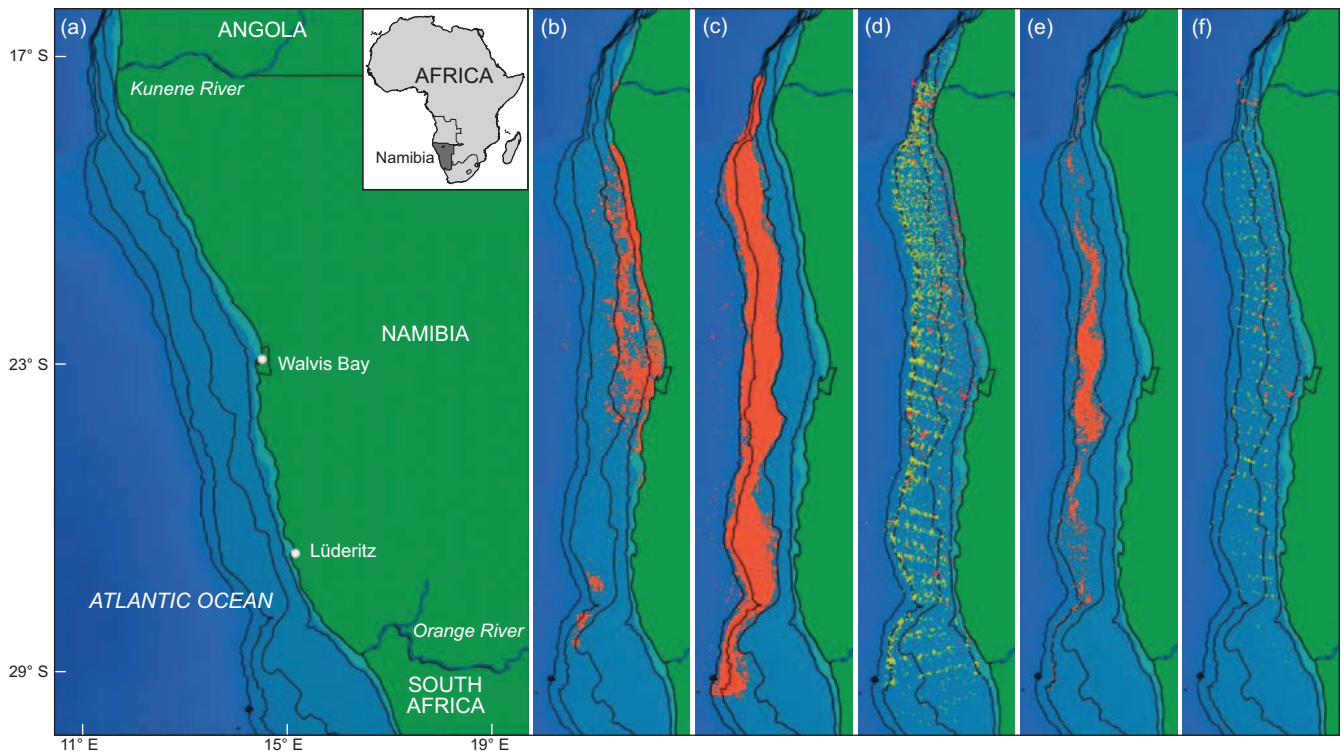 (a)
ANGOLA
(b)
(c)
(d)
(e)
(f)
17° S
Kunene River
AFRICA
Namibia
NAMIBIA
23° S
Walvis Bay
Lüderitz
ATLANTIC OCEAN
Orange River
29° S
SOUTH
AFRICA
11° E
15° E
19° E